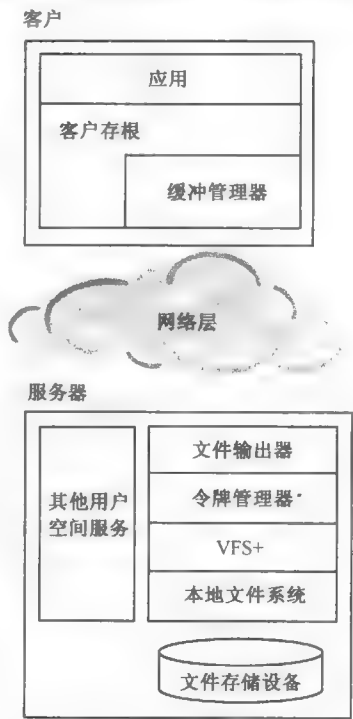 客户
应用
客户存根
缓冲管理器
网络层
服务器
其他用户
空间服务
文件输出器
令牌管理器
VFS+
本地文件系统
文件存储设备